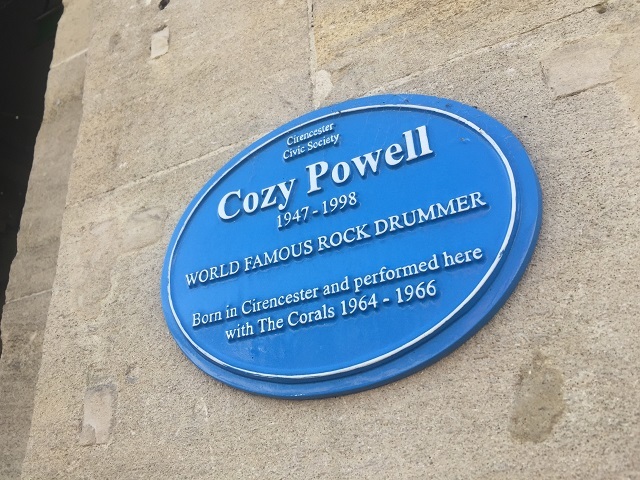 Cirencester
Civic Society
Cozy Powell
1947 - 1998
WORLD FAMOUS ROCK DRUMMER
Born in Cirencester and performed here
with The Corals 1964 - 1966